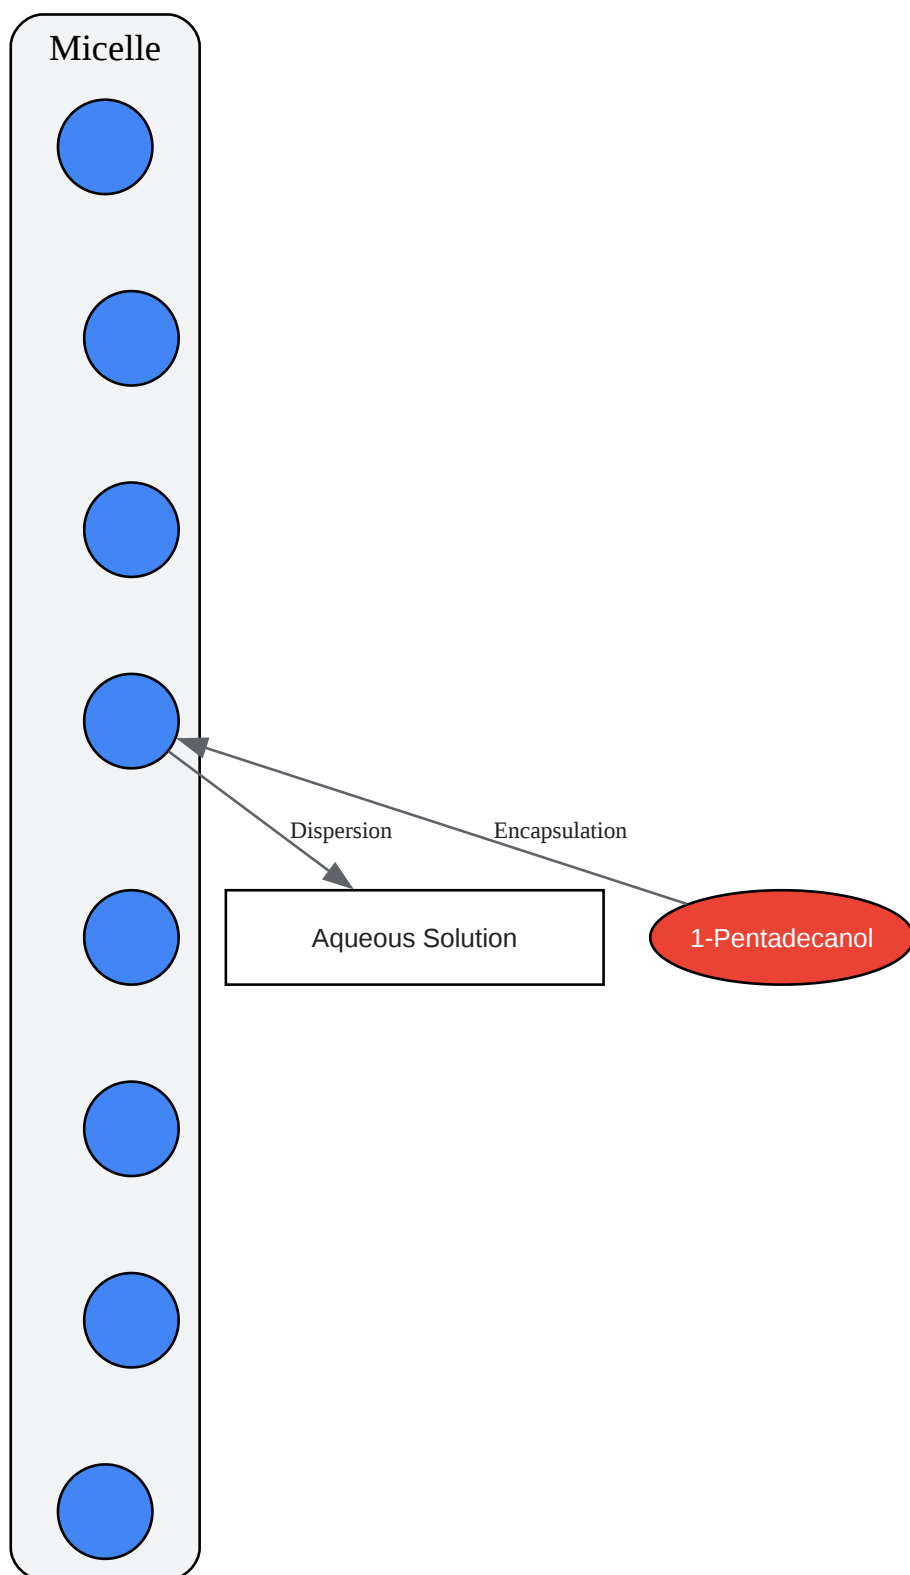 Micelle
Dispersion
Encapsulation
Aqueous Solution
1-Pentadecanol